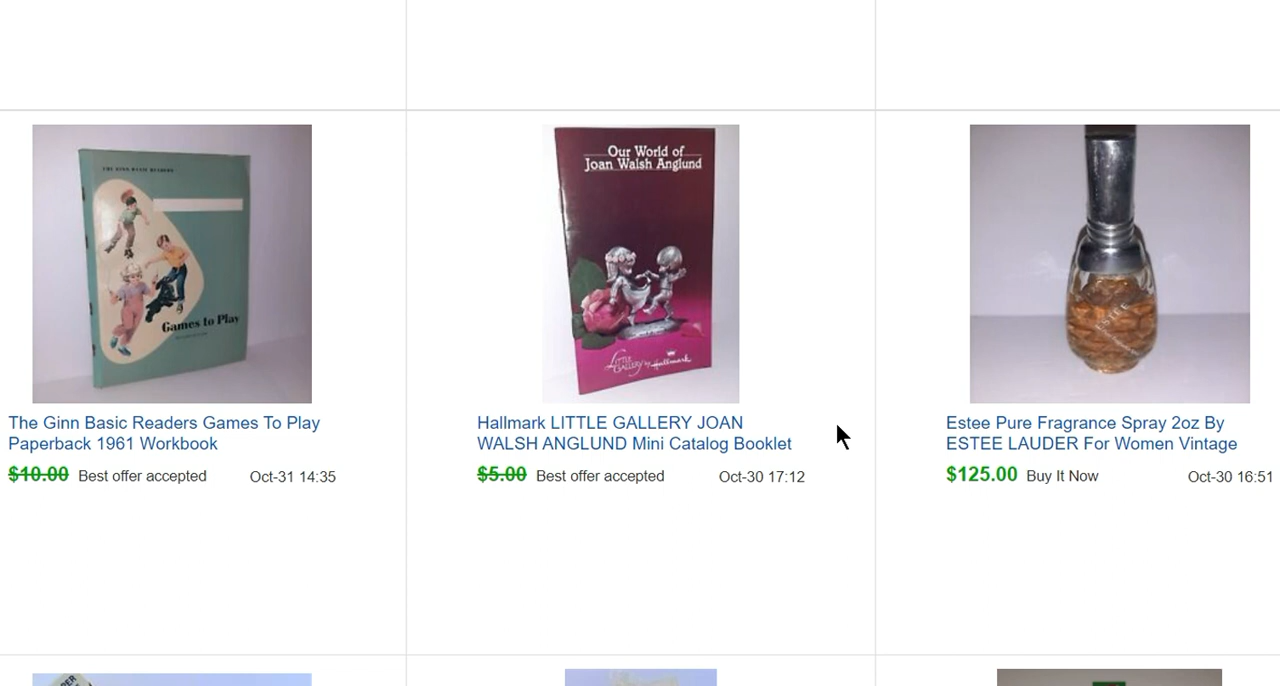 THE GINN BASIC READERS
Games to Play
Our World of
Joan Walsh Anglund
LITTLE
GALLERY by Hallmark
ESTEE
The Ginn Basic Readers Games To Play
Paperback 1961 Workbook
$10.00 Best offer accepted Oct-31 14:35
Hallmark LITTLE GALLERY JOAN
WALSH ANGLUND Mini Catalog Booklet
$5.00 Best offer accepted Oct-30 17:12
Estee Pure Fragrance Spray 2oz By
ESTEE LAUDER For Women Vintage
$125.00 Buy It Now Oct-30 16:51